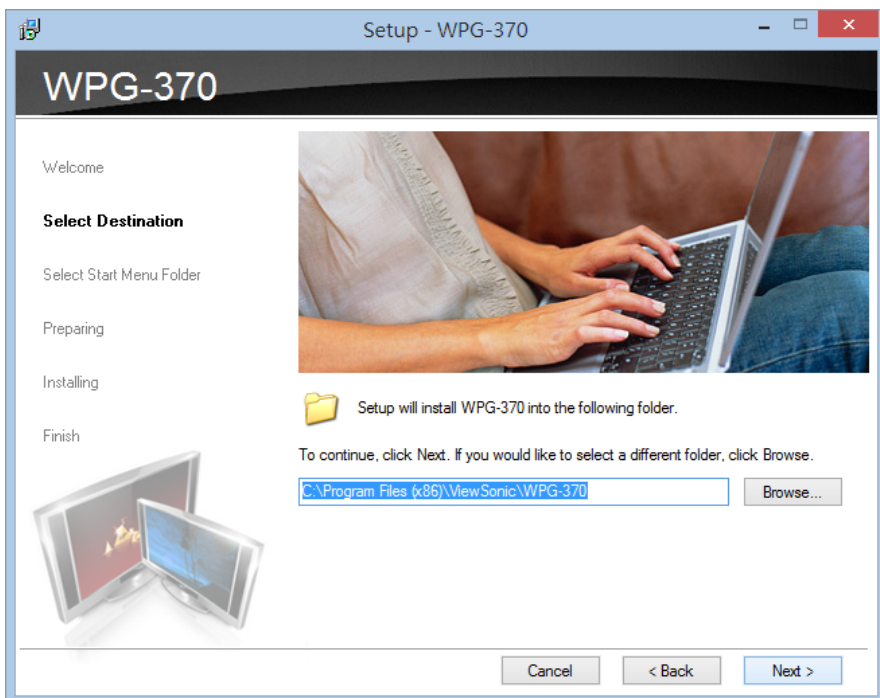 Setup - WPG-370
WPG-370
Welcome
Select Destination
Select Start Menu Folder
Preparing
Installing
Finish
Setup will install WPG-370 into the following folder.
To continue, click Next. If you would like to select a different folder, click Browse.
C:\Program Files (x86)\ViewSonic\WPG-370
Browse...
Cancel
< Back
Next >